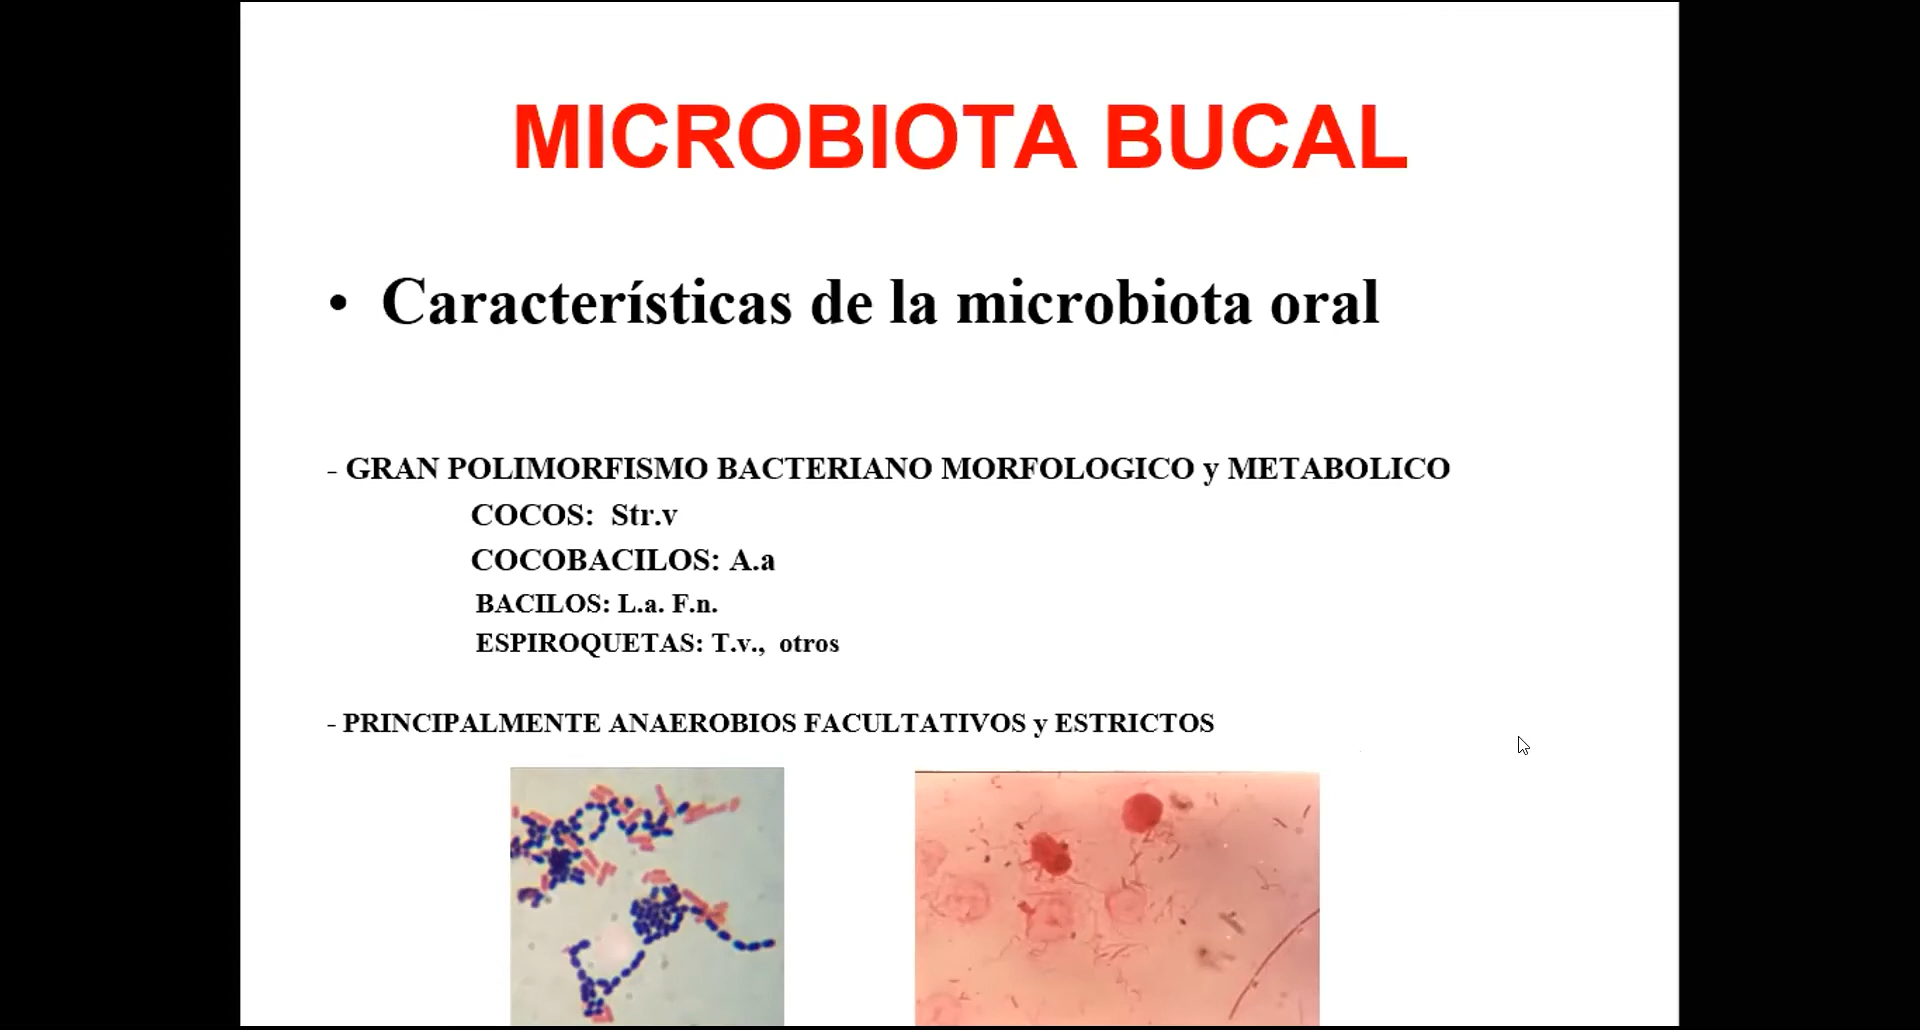 MICROBIOTA BUCAL
• Características de la microbiota oral
- GRAN POLIMORFISMO BACTERIANO MORFOLOGICO y METABOLICO
COCOS: Str.v
COCOBACILOS: A.a
BACILOS: L.a. F.n.
ESPIROQUETAS: T.v., otros
- PRINCIPALMENTE ANAEROBIOS FACULTATIVOS y ESTRICTOS